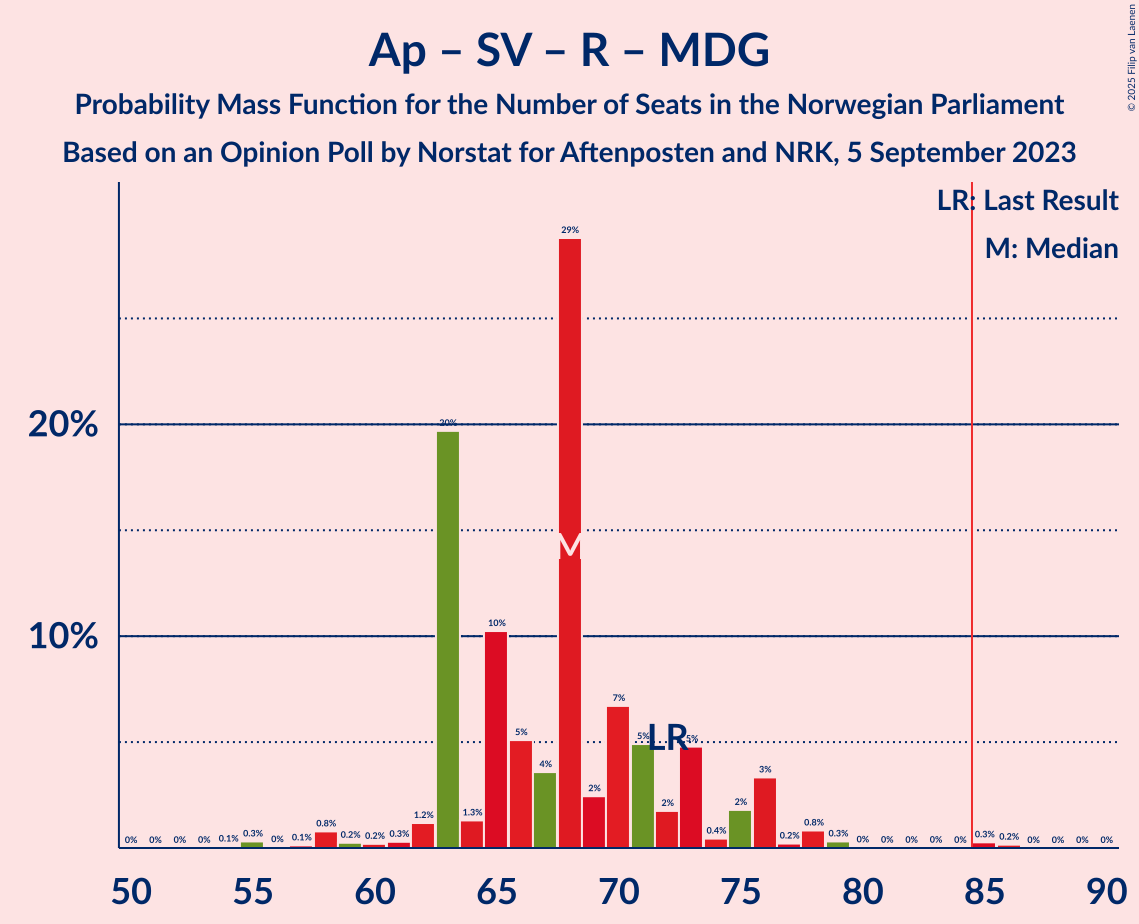 Ap – SV – R – MDG
Probability Mass Function for the Number of Seats in the Norwegian Parliament
Based on an Opinion Poll by Norstat for Aftenposten and NRK, 5 September 2023
© 2025 Filip van Laenen
LR: Last Result
M: Median
20%
10%
0% 0% 0% 0% 0.1% 0.3% 0% 0.1% 0.8% 0.2% 0.2% 0.3% 1.2% 20% 1.3% 10% 5% 4% 29% 2% 7% 5% 2% 5% 0.4% 2% 3% 0.2% 0.8% 0.3% 0% 0% 0% 0% 0% 0.3% 0.2% 0% 0% 0% 0%
M
LR
50 55 60 65 70 75 80 85 90